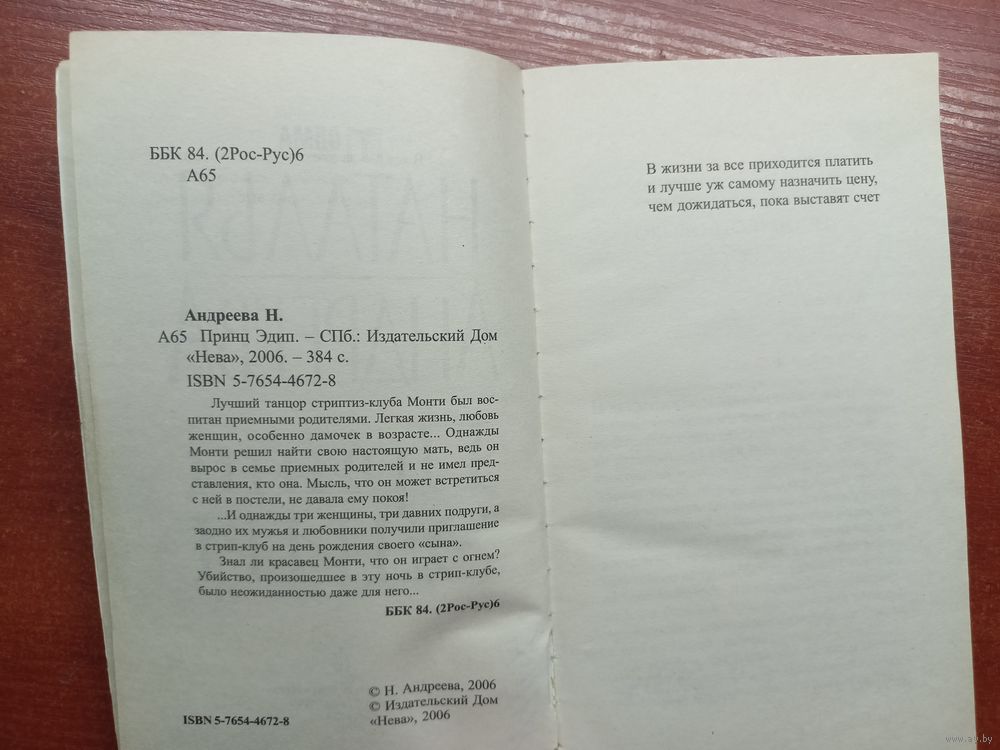 ББК 84. (2Рос-Рус)6
А65
Андреева Н.
А65 Принц Эдип. – СПб.: Издательский Дом
«Нева», 2006. – 384 с.
ISBN 5-7654-4672-8
Лучший танцор стриптиз-клуба Монти был вос-
питан приемными родителями. Легкая жизнь, любовь
женщин, особенно дамочек в возрасте... Однажды
Монти решил найти свою настоящую мать, ведь он
вырос в семье приемных родителей и не имел пред-
ставления, кто она. Мысль, что он может встретиться
с ней в постели, не давала ему покоя!
...И однажды три женщины, три давних подруги, а
заодно их мужья и любовники получили приглашение
в стрип-клуб на день рождения своего «сына».
Знал ли красавец Монти, что он играет с огнем?
Убийство, произошедшее в эту ночь в стрип-клубе,
было неожиданностью даже для него...
ББК 84. (2Рос-Рус)6
© Н. Андреева, 2006
© Издательский Дом
«Нева», 2006
ISBN 5-7654-4672-8
В жизни за все приходится платить
и лучше уж самому назначить цену,
чем дожидаться, пока выставят счет
www.ay.by